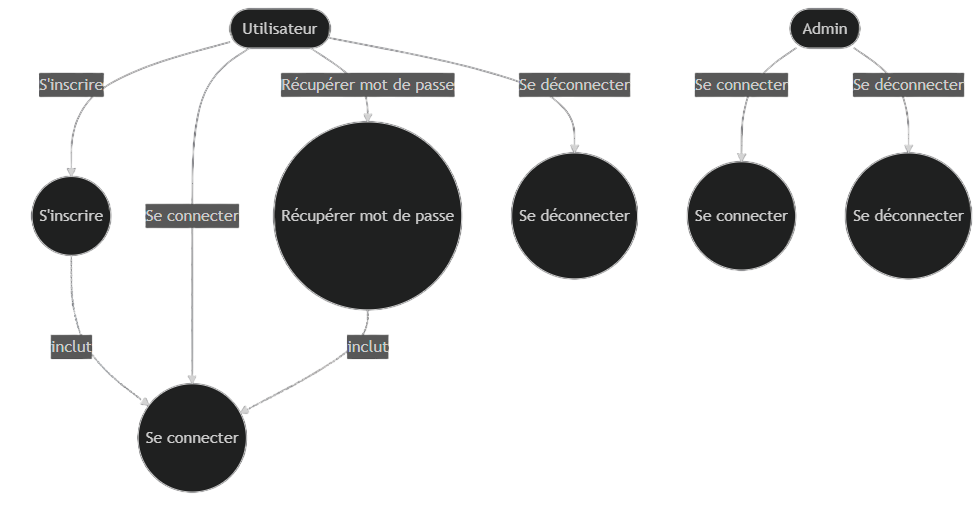 Utilisateur
Admin
S'inscrire
Récupérer mot de passe
Se déconnecter
Se connecter
Se déconnecter
S'inscrire
Se connecter
Récupérer mot de passe
Se déconnecter
Se connecter
Se déconnecter
inclut
inclut
Se connecter